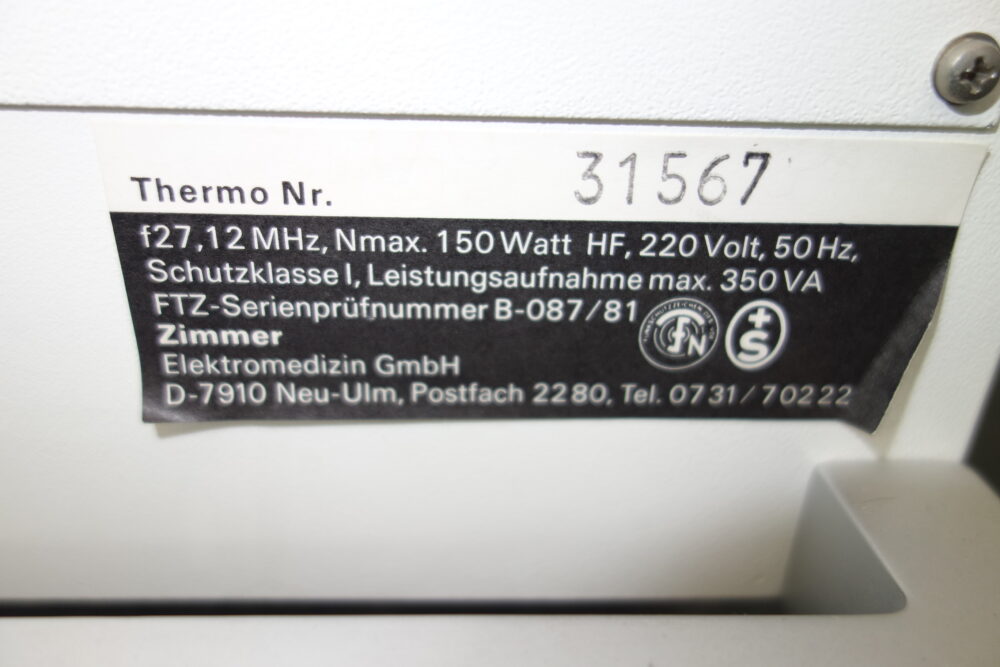 Thermo Nr. 31567
f27,12 MHz, Nmax. 150 Watt HF, 220 Volt, 50 Hz,
Schutzklasse I, Leistungsaufnahme max. 350 VA
FTZ-Serienprüfnummer B-087/81
Zimmer
Elektromedizin GmbH
D-7910 Neu-Ulm, Postfach 2280, Tel. 0731/70222